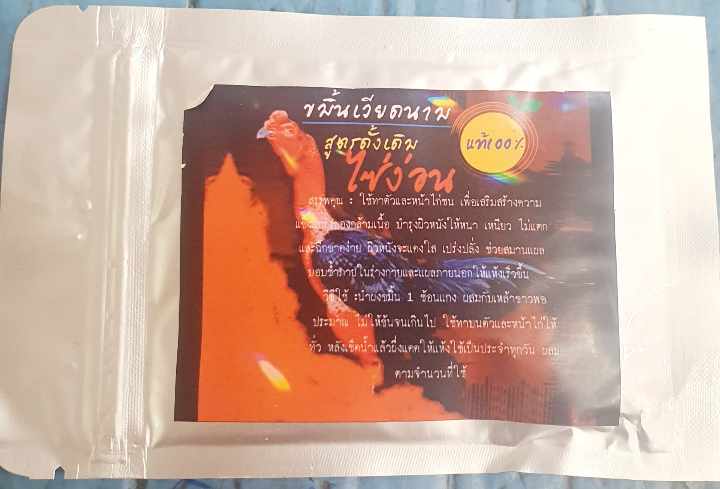 ขมิ้นเวียดนาม
สูตรดั้งเดิม
แท้100%
ไซ่ง่อน
สรรพคุณ : ใช้ทาตัวและหน้าไก่ชน เพื่อเสริมสร้างความ
ของกล้ามเนื้อ บำรุงผิวหนังให้หนา เหนียว ไม่แตก
และฉีกขาดง่าย ผิวหนังจะแดงใส เปร่งปลั่ง ช่วยสมานแผล
บอบช้ำภายในร่างกายและแผลภายนอกให้แห้งเร็วขึ้น
วิธีใช้ :นำผงขมิ้น 1 ช้อนแกง ผสมกับเหล้าขาวพอ
ประมาณ ไม่ให้ข้นจนเกินไป ใช้ทาบนตัวและหน้าไก่ให้
ทั่ว หลังเช็ดน้ำแล้วผึ่งแดดให้แห้งใช้เป็นประจำทุกวัน ผสม
ตามจำนวนที่ใช้